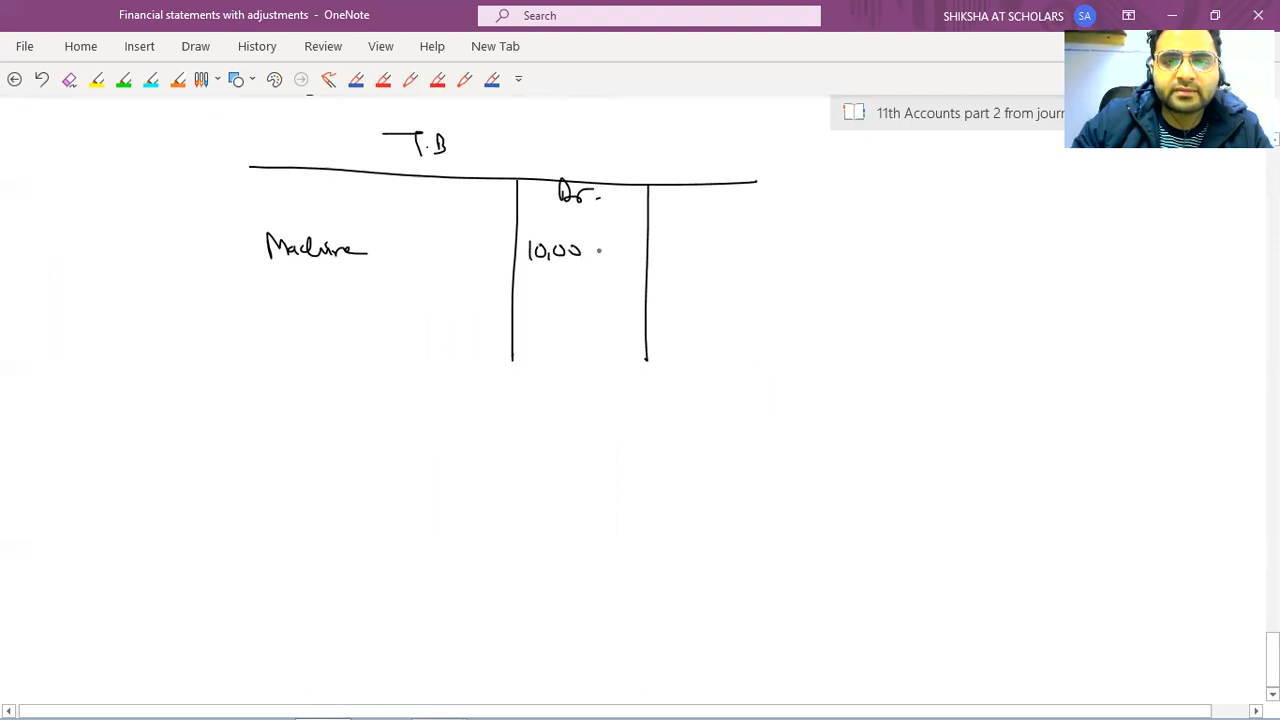 Financial statements with adjustments - OneNote
Search
SHIKSHA AT SCHOLARS
SA
File Home Insert Draw History Review View Help New Tab
11th Accounts part 2 from jour
T.B
Dr.
Machine 10,00